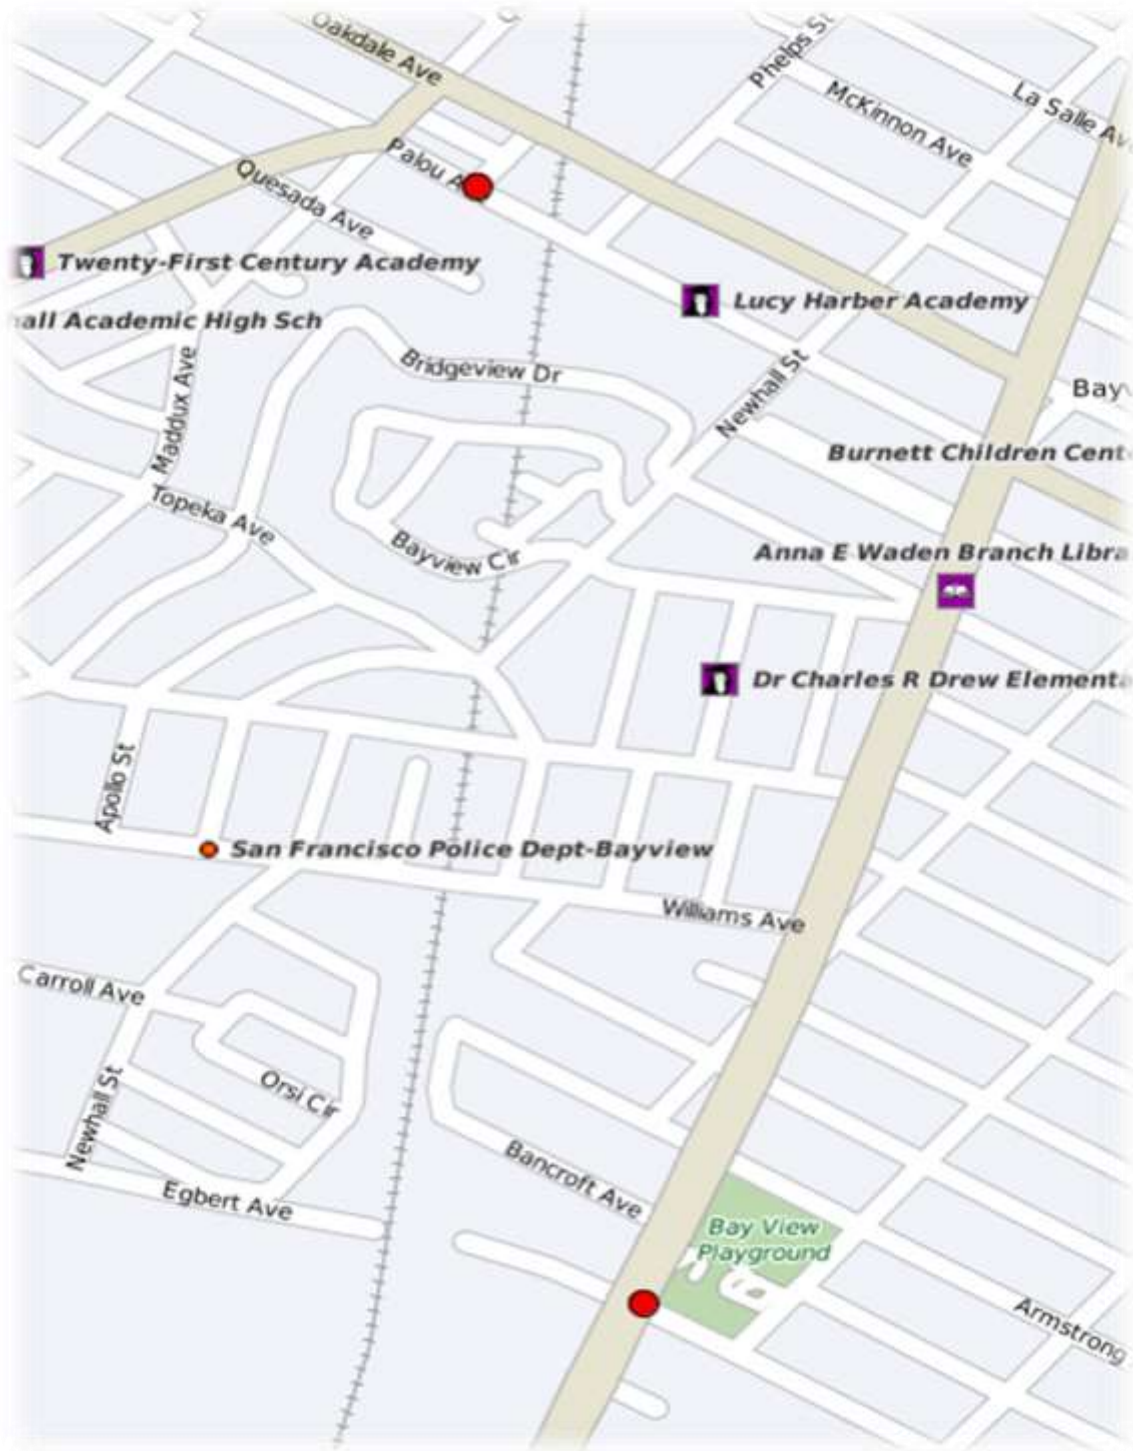 Oakdale Ave
Phelps St
McKinnon Ave
La Salle Av
Palou A
Quesada Ave
Twenty-First Century Academy
Lucy Harber Academy
all Academic High Sch
Bridgeview Dr
Newhall St
Bay
Maddux Ave
Burnett Children Cent
Topeka Ave
Bayview Cir
Anna E Waden Branch Libra
Dr Charles R Drew Elementa
Apollo St
San Francisco Police Dept-Bayview
Williams Ave
Carroll Ave
Orsi Cir
Newhall St
Bancroft Ave
Egbert Ave
Bay View
Playground
Armstrong